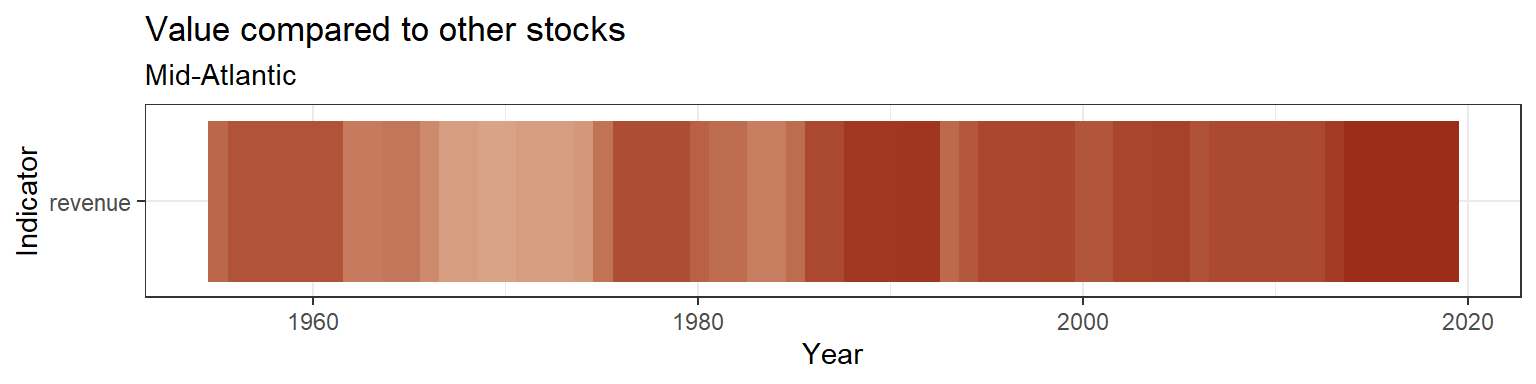 Value compared to other stocks
Mid-Atlantic
Indicator
revenue
1960 1980 2000 2020
Year